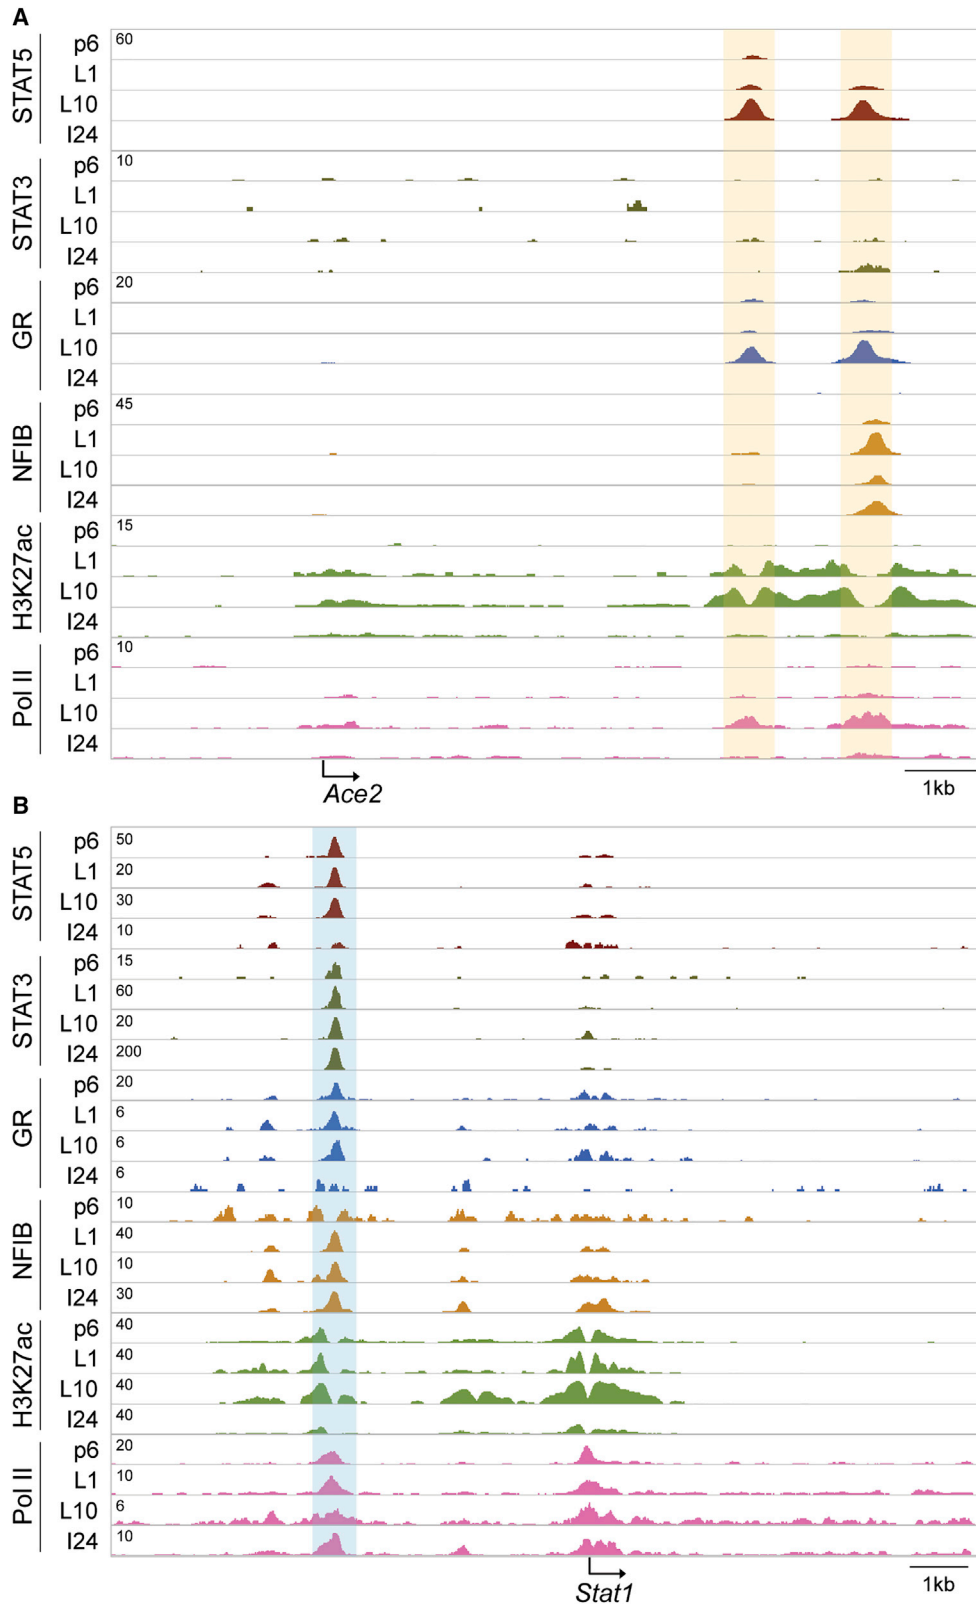 A
STAT5
p6 60
L1
L10
I24
STAT3
p6 10
L1
L10
I24
GR
p6 20
L1
L10
I24
NFIB
p6 45
L1
L10
I24
H3K27ac
p6 15
L1
L10
I24
Pol II
p6 10
L1
L10
I24
Ace2
1kb
B
STAT5
p6 50
L1 20
L10 30
I24 10
STAT3
p6 15
L1 60
L10 20
I24 200
GR
p6 20
L1 6
L10 6
I24 6
NFIB
p6 10
L1 40
L10 10
I24 30
H3K27ac
p6 40
L1 40
L10 40
I24 40
Pol II
p6 20
L1 10
L10 6
I24 10
Stat1
1kb